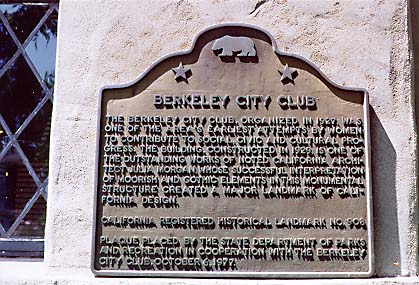 BERKELEY CITY CLUB
THE BERKELEY CITY CLUB, ORGANIZED IN 1927, WAS
ONE OF THE AREA'S EARLIEST ATTEMPTS BY WOMEN
TO CONTRIBUTE TO SOCIAL, CIVIC, AND CULTURAL PRO-
GRESS. THE BUILDING, CONSTRUCTED IN 1929, IS ONE OF
THE OUTSTANDING WORKS OF NOTED CALIFORNIA ARCHI-
TECT JULIA MORGAN WHOSE SUCCESSFUL INTERPRETATION
OF MOORISH AND GOTHIC ELEMENTS IN THIS MONUMENTAL
STRUCTURE CREATED A MAJOR LANDMARK OF CALI-
FORNIA DESIGN.
CALIFORNIA REGISTERED HISTORICAL LANDMARK NO. 908
PLAQUE PLACED BY THE STATE DEPARTMENT OF PARKS
AND RECREATION IN COOPERATION WITH THE BERKELEY
CITY CLUB, OCTOBER 6, 1977.